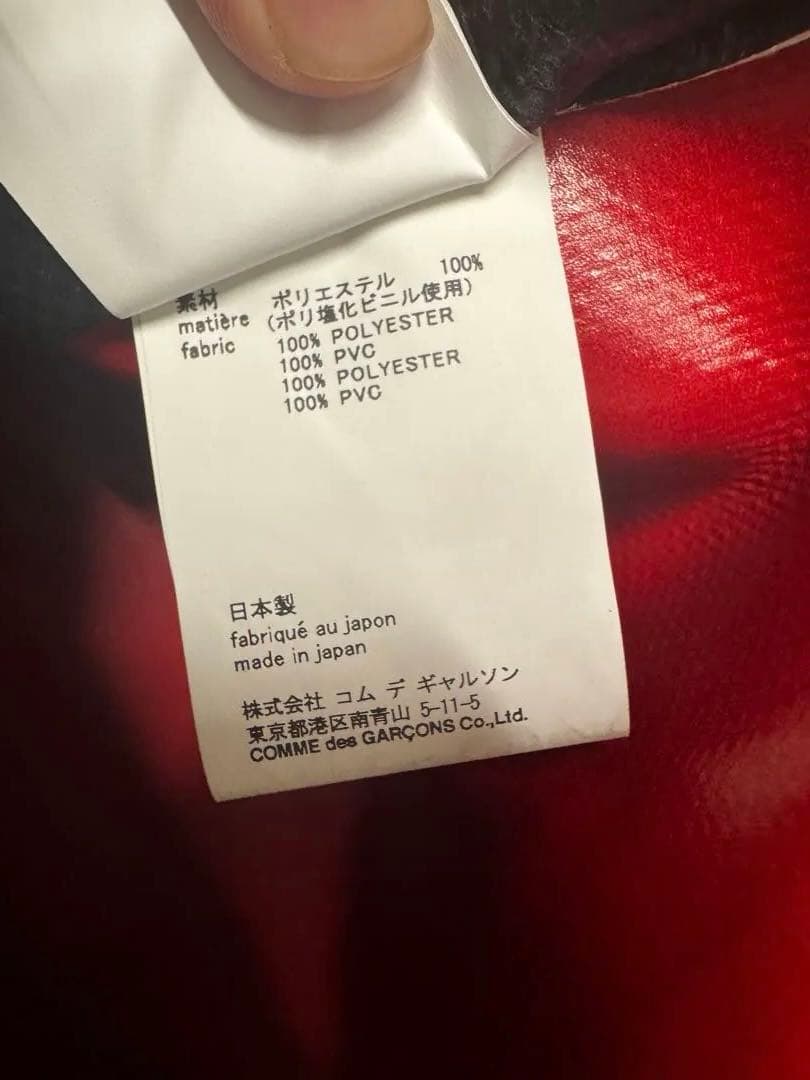 素材 ポリエステル 100%
matière (ポリ塩化ビニル使用)
fabric 100% POLYESTER
100% PVC
100% POLYESTER
100% PVC
日本製
fabriqué au japon
made in japan
株式会社 コム デ ギャルソン
東京都港区南青山 5-11-5
COMME des GARÇONS Co.,Ltd.